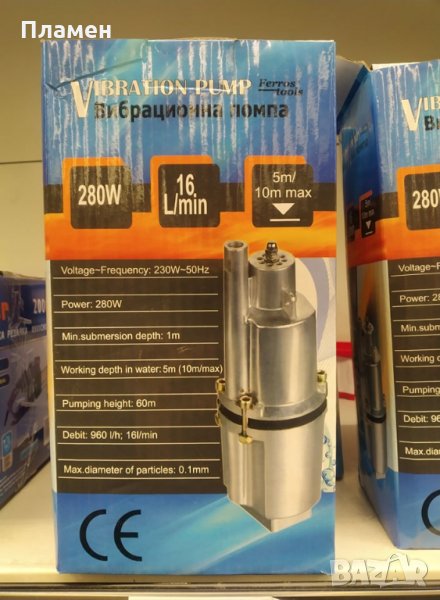 Пламен
VIBRATION PUMP Ferros tools
Вибрационна помпа
280W
16 L/min
5m/
10m max
Voltage~Frequency: 230W~50Hz
Power: 280W
Min.submersion depth: 1m
Working depth in water:5m (10m/max)
Pumping height: 60m
Debit: 960 l/h; 16l/min
Max.diameter of particles: 0.1mm
CE
BAZAR